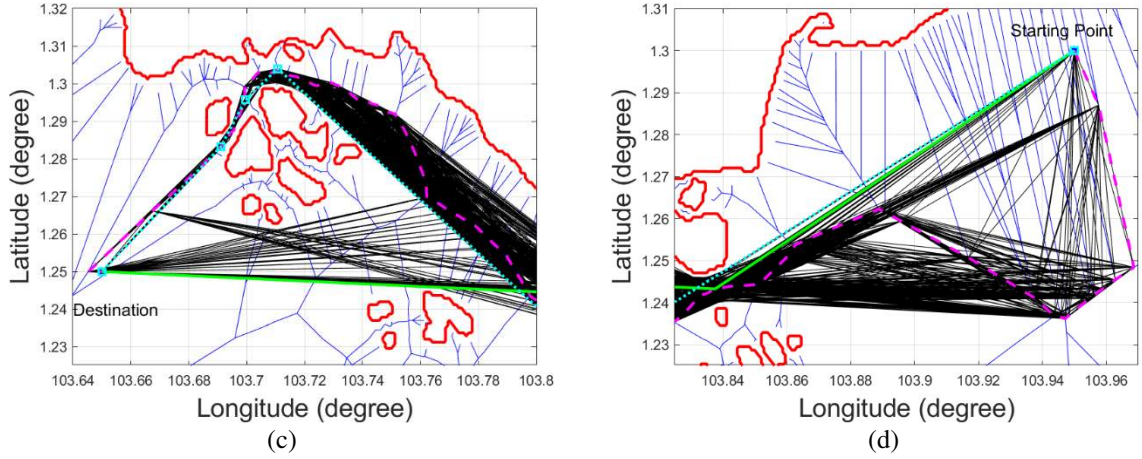 1.32
1.31
1.3
1.29
1.28
1.27
1.26
1.25
1.24
1.23
Latitude (degree)
Destination
103.64 103.66 103.68 103.7 103.72 103.74 103.76 103.78 103.8
Longitude (degree)
(c)
1.31
1.3
1.29
1.28
1.27
1.26
1.25
1.24
1.23
Latitude (degree)
Starting Point
103.84 103.86 103.88 103.9 103.92 103.94 103.96
Longitude (degree)
(d)